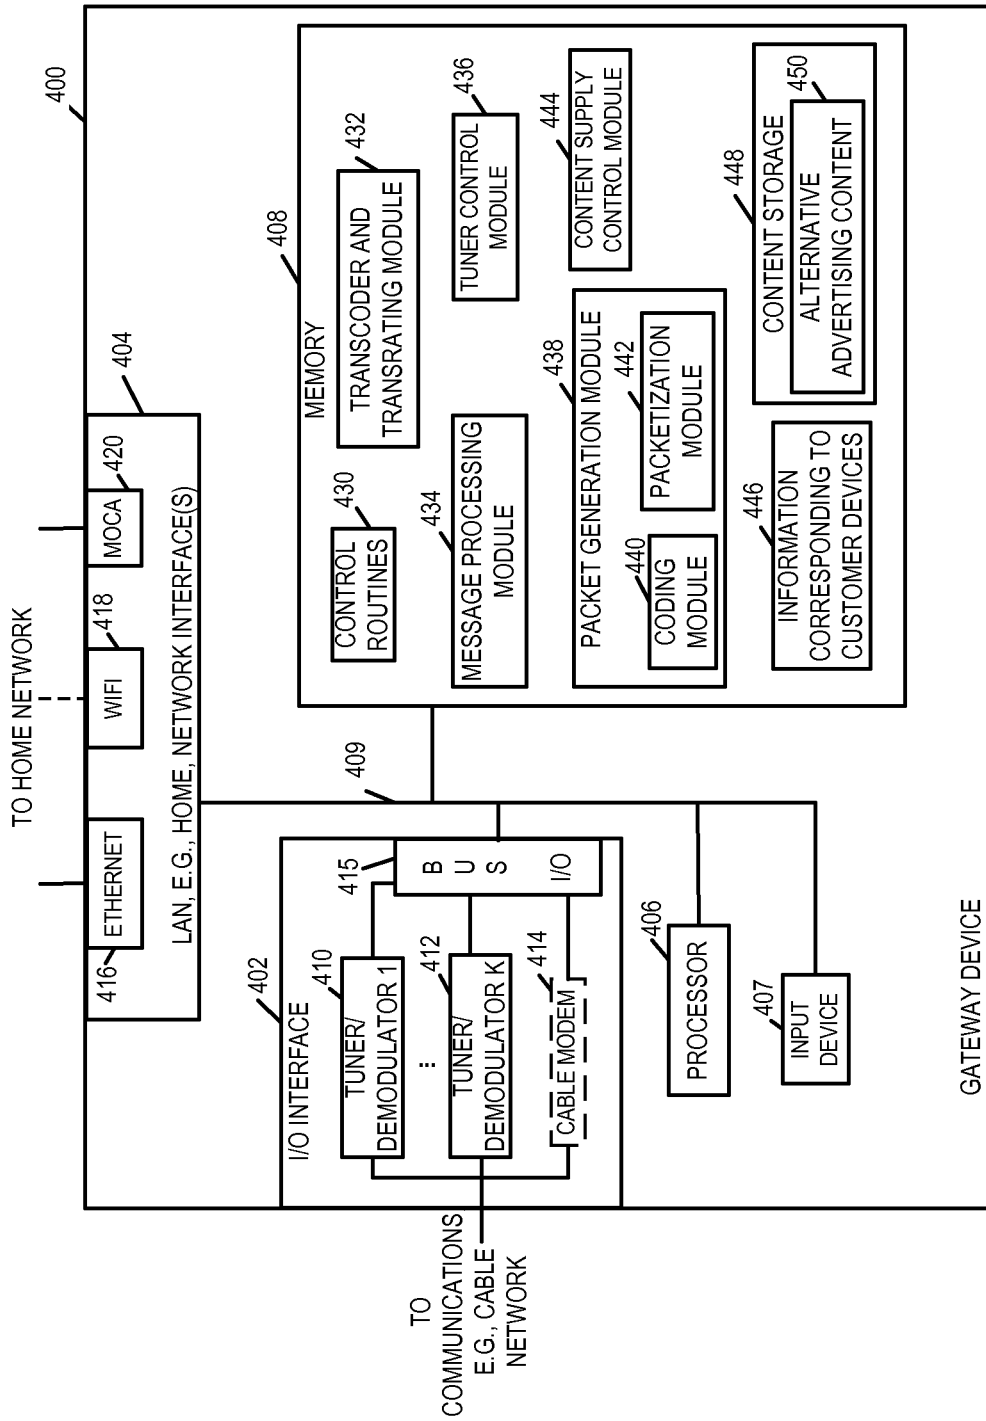 400
TO HOME NETWORK
404
416
ETHERNET
418
WIFI
420
MOCA
LAN, E.G., HOME, NETWORK INTERFACE(S)
402
I/O INTERFACE
410
TUNER/
DEMODULATOR 1
...
412
TUNER/
DEMODULATOR K
414
CABLE MODEM
415
B
U
S
I/O
409
TO
COMMUNICATIONS
E.G., CABLE
NETWORK
406
PROCESSOR
407
INPUT
DEVICE
408
MEMORY
430
CONTROL
ROUTINES
432
TRANSCODER AND
TRANSRATING MODULE
434
MESSAGE PROCESSING
MODULE
436
TUNER CONTROL
MODULE
438
PACKET GENERATION MODULE
440
CODING
MODULE
442
PACKETIZATION
MODULE
444
CONTENT SUPPLY
CONTROL MODULE
446
INFORMATION
CORRESPONDING TO
CUSTOMER DEVICES
448
CONTENT STORAGE
450
ALTERNATIVE
ADVERTISING CONTENT
GATEWAY DEVICE